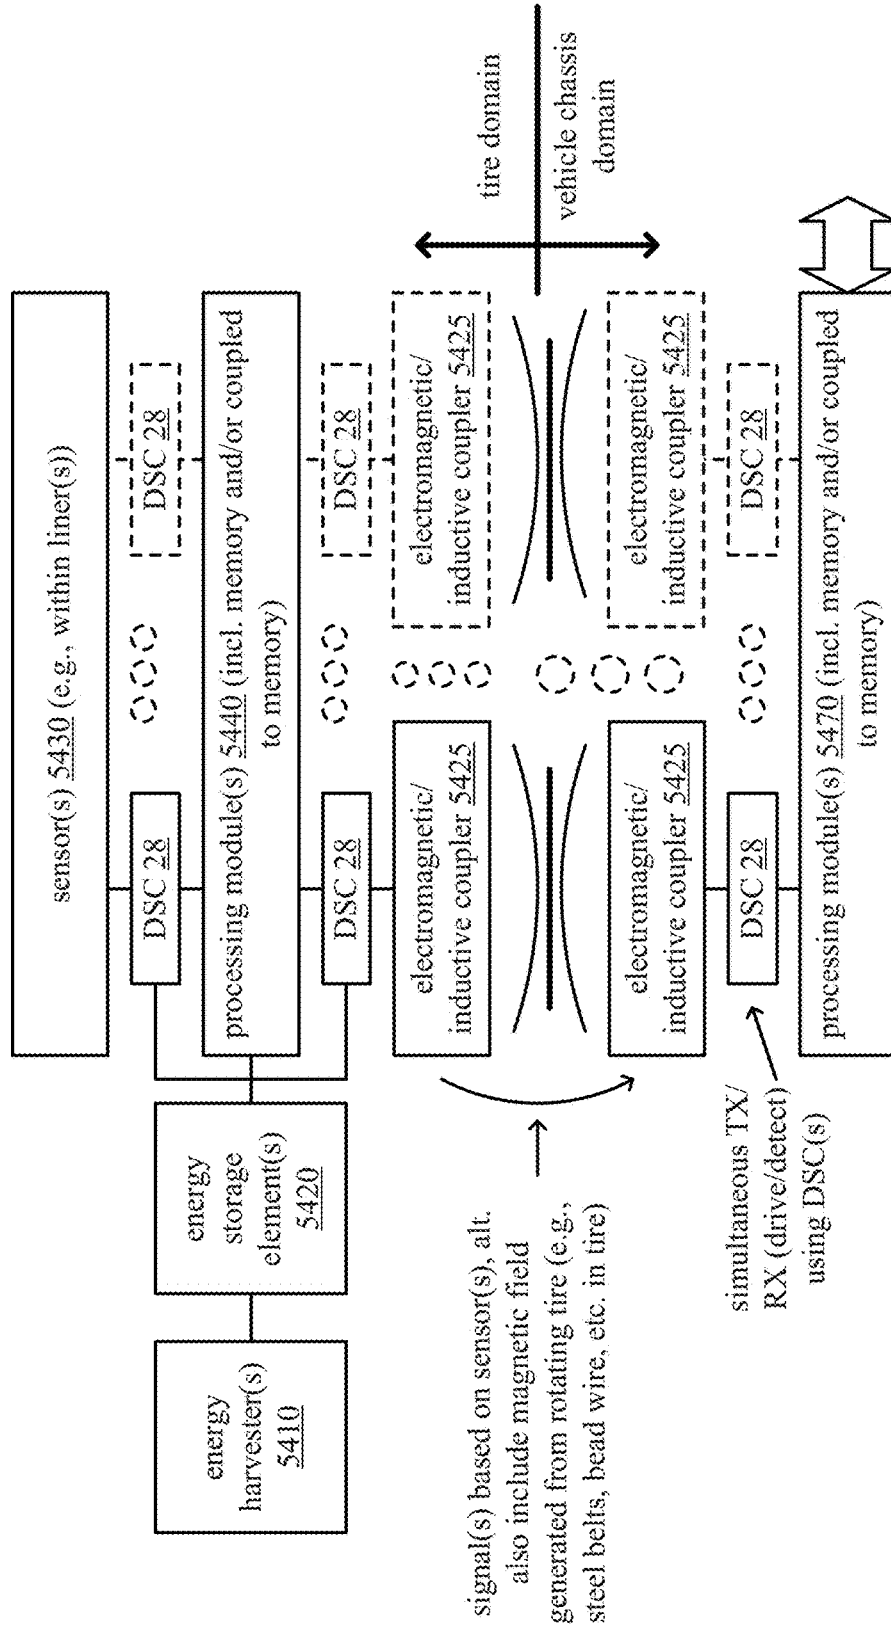 sensor(s) 5430 (e.g., within liner(s))
DSC 28
DSC 28
energy
harvester(s)
5410
energy
storage
element(s)
5420
processing module(s) 5440 (incl. memory and/or coupled
to memory)
DSC 28
DSC 28
electromagnetic/
inductive coupler 5425
electromagnetic/
inductive coupler 5425
tire domain
vehicle chassis
domain
signal(s) based on sensor(s), alt.
also include magnetic field
generated from rotating tire (e.g.,
steel belts, bead wire, etc. in tire)
electromagnetic/
inductive coupler 5425
electromagnetic/
inductive coupler 5425
simultaneous TX/
RX (drive/detect)
using DSC(s)
DSC 28
DSC 28
processing module(s) 5470 (incl. memory and/or coupled
to memory)